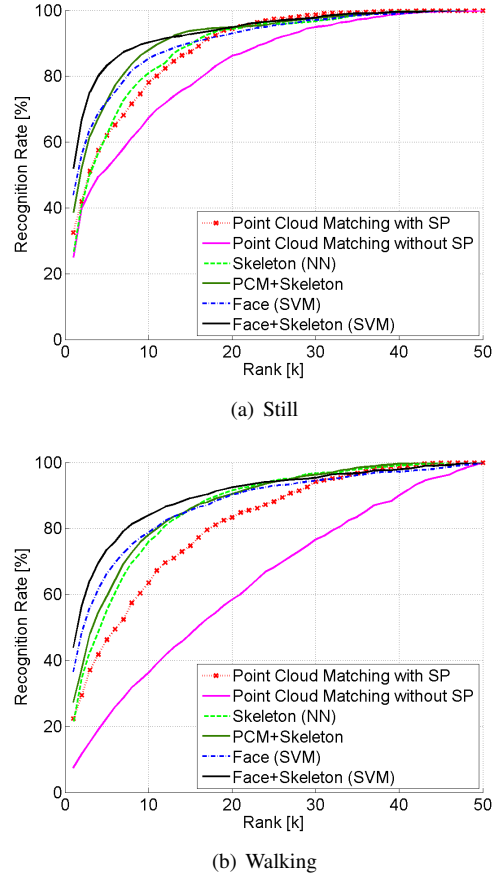 100
80
60
40
20
0
Recognition Rate [%]
Point Cloud Matching with SP
Point Cloud Matching without SP
Skeleton (NN)
PCM+Skeleton
Face (SVM)
Face+Skeleton (SVM)
0 10 20 30 40 50
Rank [k]
(a) Still
100
80
60
40
20
0
Recognition Rate [%]
Point Cloud Matching with SP
Point Cloud Matching without SP
Skeleton (NN)
PCM+Skeleton
Face (SVM)
Face+Skeleton (SVM)
0 10 20 30 40 50
Rank [k]
(b) Walking